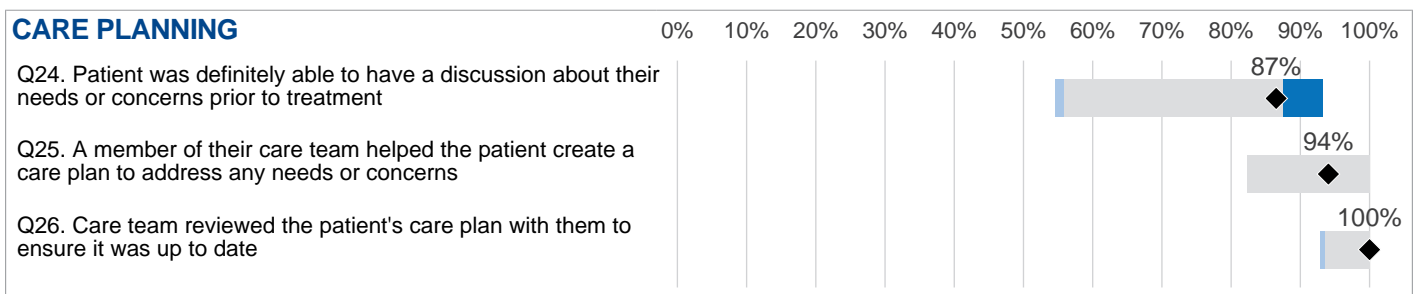 CARE PLANNING 0% 10% 20% 30% 40% 50% 60% 70% 80% 90% 100%
87%
Q24. Patient was definitely able to have a discussion about their
needs or concerns prior to treatment
94%
Q25. A member of their care team helped the patient create a
care plan to address any needs or concerns
100%
Q26. Care team reviewed the patient's care plan with them to
ensure it was up to date